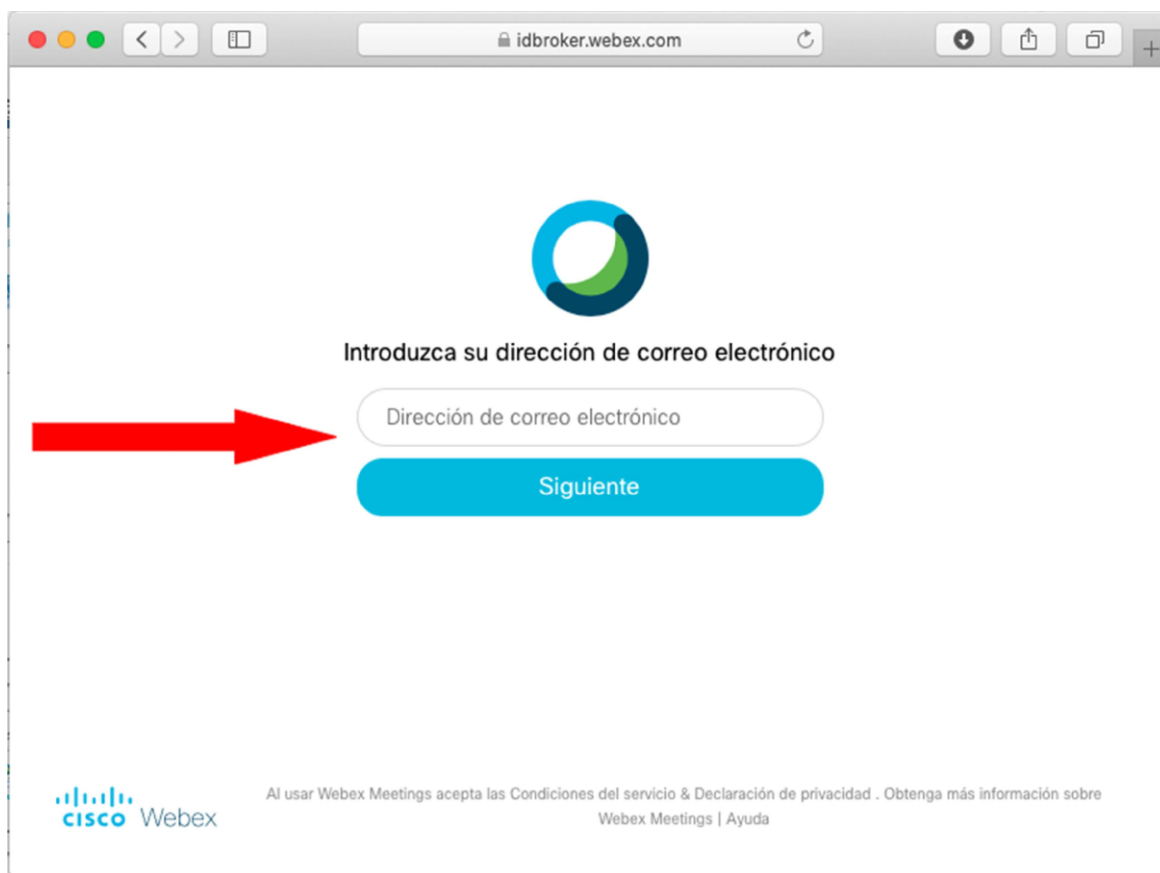 idbroker.webex.com
Introduzca su dirección de correo electrónico
Dirección de correo electrónico
Siguiente
Al usar Webex Meetings acepta las Condiciones del servicio & Declaración de privacidad . Obtenga más información sobre
Webex Meetings | Ayuda
CISCO Webex